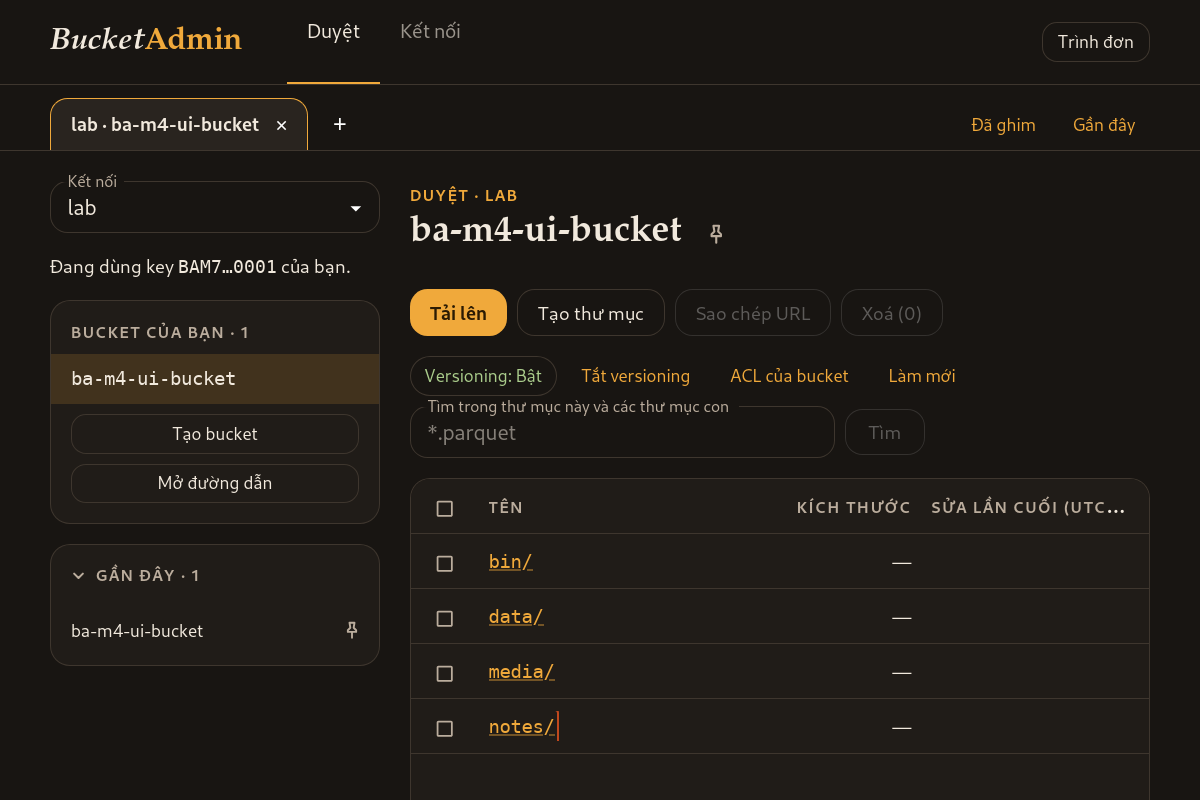 BucketAdmin
Duyệt
Kết nối
Trình đơn
lab · ba-m4-ui-bucket ×
+
Đã ghim
Gần đây
Kết nối
lab
Đang dùng key BAM7…0001 của bạn.
BUCKET CỦA BẠN · 1
ba-m4-ui-bucket
Tạo bucket
Mở đường dẫn
GẦN ĐÂY · 1
ba-m4-ui-bucket
DUYỆT · LAB
ba-m4-ui-bucket
Tải lên
Tạo thư mục
Sao chép URL
Xoá (0)
Versioning: Bật
Tắt versioning
ACL của bucket
Làm mới
Tìm trong thư mục này và các thư mục con
*.parquet
Tìm
TÊN
KÍCH THƯỚC
SỬA LẦN CUỐI (UTC...
bin/ —
data/ —
media/ —
notes/ —